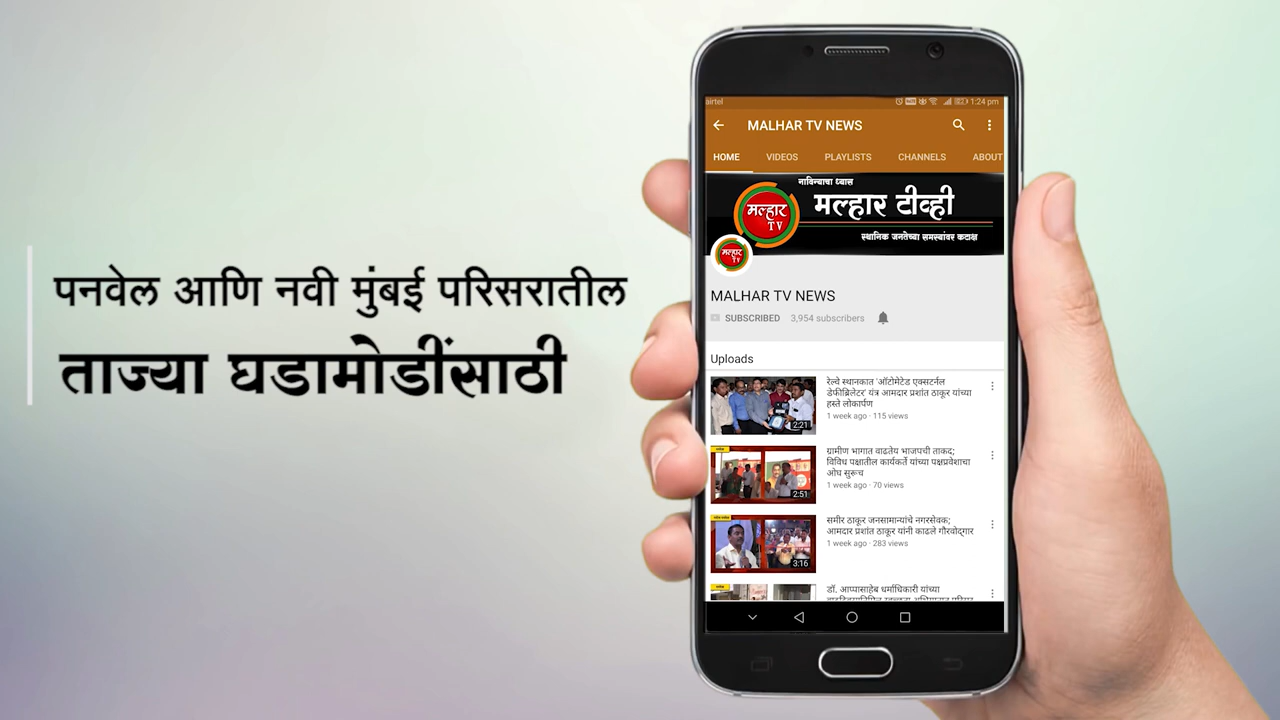 पनवेल आणि नवी मुंबई परिसरातील
ताज्या घडामोडींसाठी
airtel
1:24 pm
MALHAR TV NEWS
HOME VIDEOS PLAYLISTS CHANNELS ABOUT
नाविन्याचा ध्यास
मल्हार टीव्ही
मल्हार
TV
स्थानिक जनतेच्या समस्यांवर कटाक्ष
मल्हार
TV
MALHAR TV NEWS
SUBSCRIBED 3,954 subscribers
Uploads
रेल्वे स्थानकात 'ऑटोमेटेड एक्सटर्नल
डेफीब्रिलेटर' यंत्र आमदार प्रशांत ठाकूर यांच्या
हस्ते लोकार्पण
1 week ago · 115 views
2:21
ग्रामीण भागात वाढतेय भाजपची ताकद;
विविध पक्षातील कार्यकर्ते यांच्या पक्षप्रवेशाचा
ओघ सुरूच
1 week ago · 70 views
2:51
समीर ठाकूर जनसामान्यांचे नगरसेवक;
आमदार प्रशांत ठाकूर यांनी काढले गौरवोद्‌गार
1 week ago · 283 views
3:16
डॉ. आप्पासाहेब धर्माधिकारी यांच्या